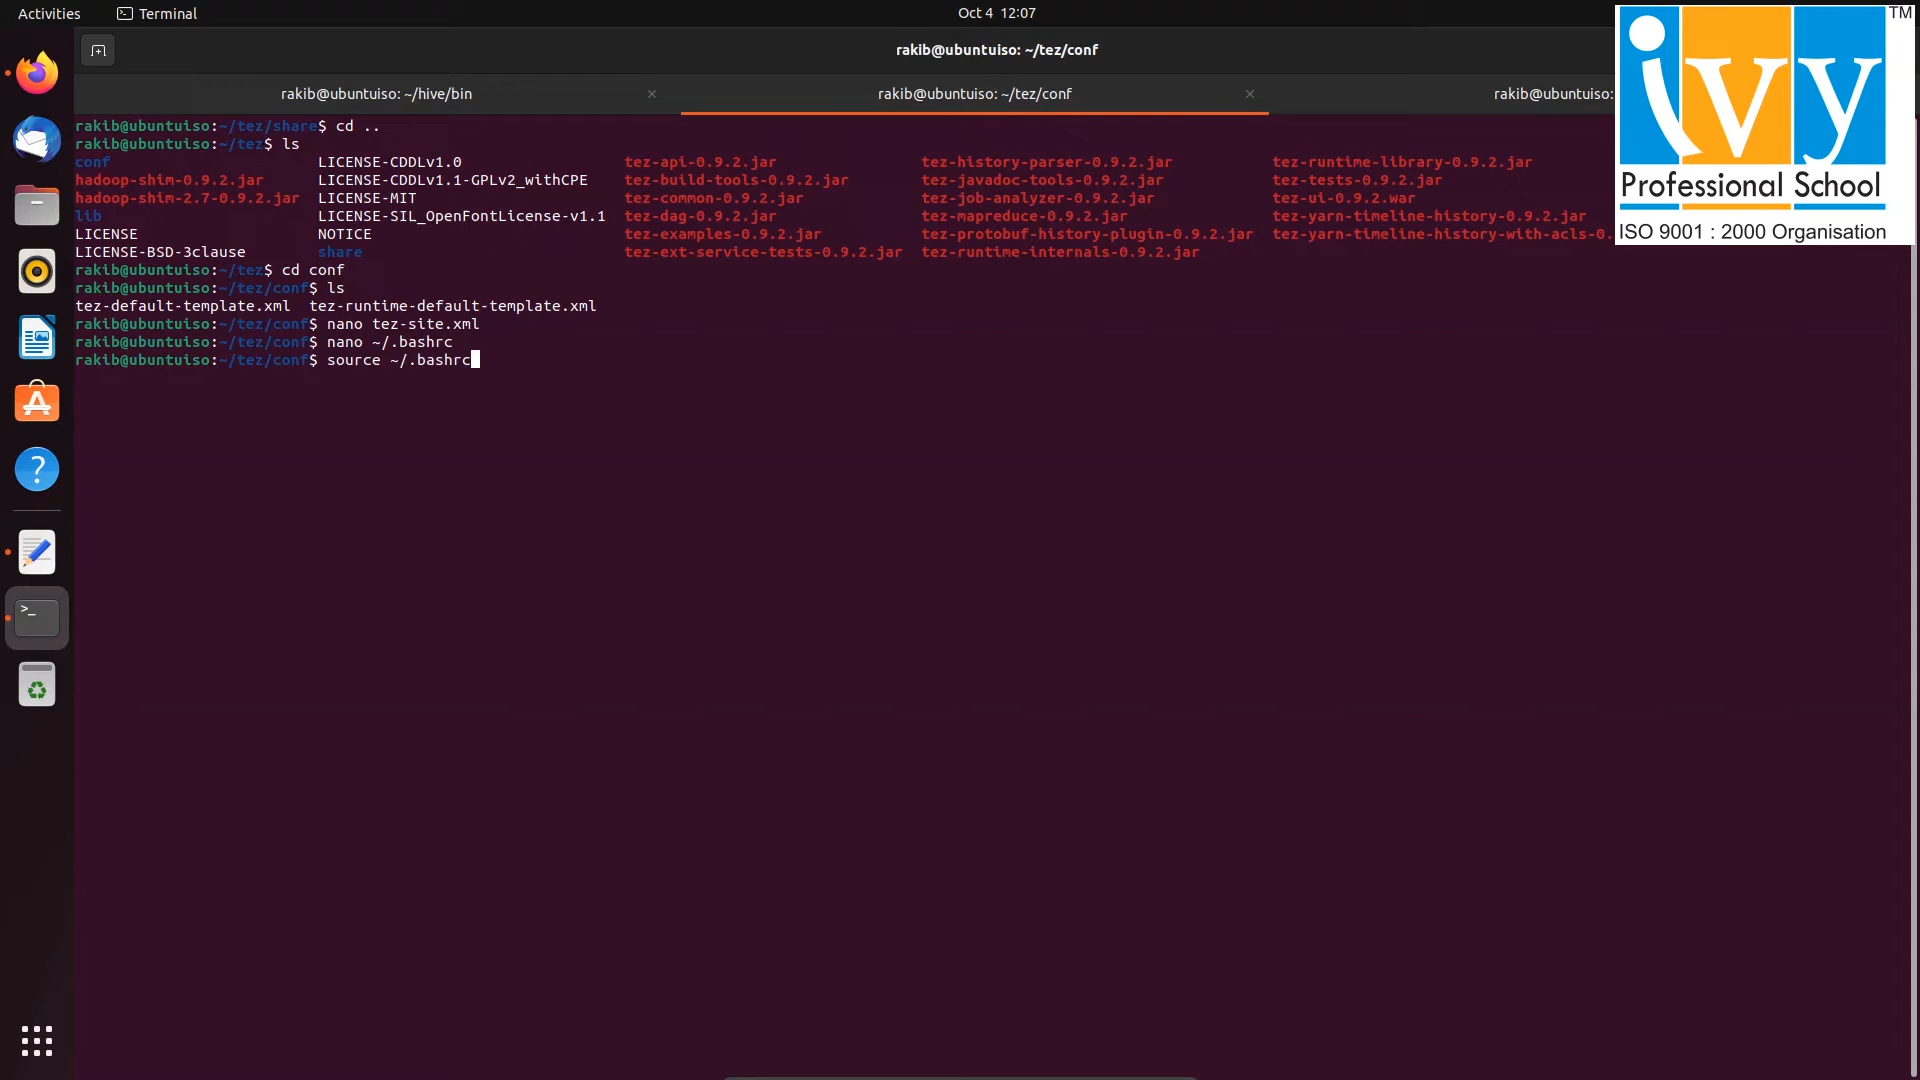 Activities Terminal Oct 4 12:07
rakib@ubuntuiso: ~/tez/conf
rakib@ubuntuiso: ~/hive/bin × rakib@ubuntuiso: ~/tez/conf × rakib@ubuntuiso:
rakib@ubuntuiso:~/tez/share$ cd ..
rakib@ubuntuiso:~/tez$ ls
conf LICENSE-CDDLv1.0 tez-api-0.9.2.jar tez-history-parser-0.9.2.jar tez-runtime-library-0.9.2.jar
hadoop-shim-0.9.2.jar LICENSE-CDDLv1.1-GPLv2_withCPE tez-build-tools-0.9.2.jar tez-javadoc-tools-0.9.2.jar tez-tests-0.9.2.jar
hadoop-shim-2.7-0.9.2.jar LICENSE-MIT tez-common-0.9.2.jar tez-job-analyzer-0.9.2.jar tez-ui-0.9.2.war
lib LICENSE-SIL_OpenFontLicense-v1.1 tez-dag-0.9.2.jar tez-mapreduce-0.9.2.jar tez-yarn-timeline-history-0.9.2.jar
LICENSE NOTICE tez-examples-0.9.2.jar tez-protobuf-history-plugin-0.9.2.jar tez-yarn-timeline-history-with-acls-0.
LICENSE-BSD-3clause share tez-ext-service-tests-0.9.2.jar tez-runtime-internals-0.9.2.jar
rakib@ubuntuiso:~/tez$ cd conf
rakib@ubuntuiso:~/tez/conf$ ls
tez-default-template.xml tez-runtime-default-template.xml
rakib@ubuntuiso:~/tez/conf$ nano tez-site.xml
rakib@ubuntuiso:~/tez/conf$ nano ~/.bashrc
rakib@ubuntuiso:~/tez/conf$ source ~/.bashrc
ivy TM
Professional School
ISO 9001 : 2000 Organisation